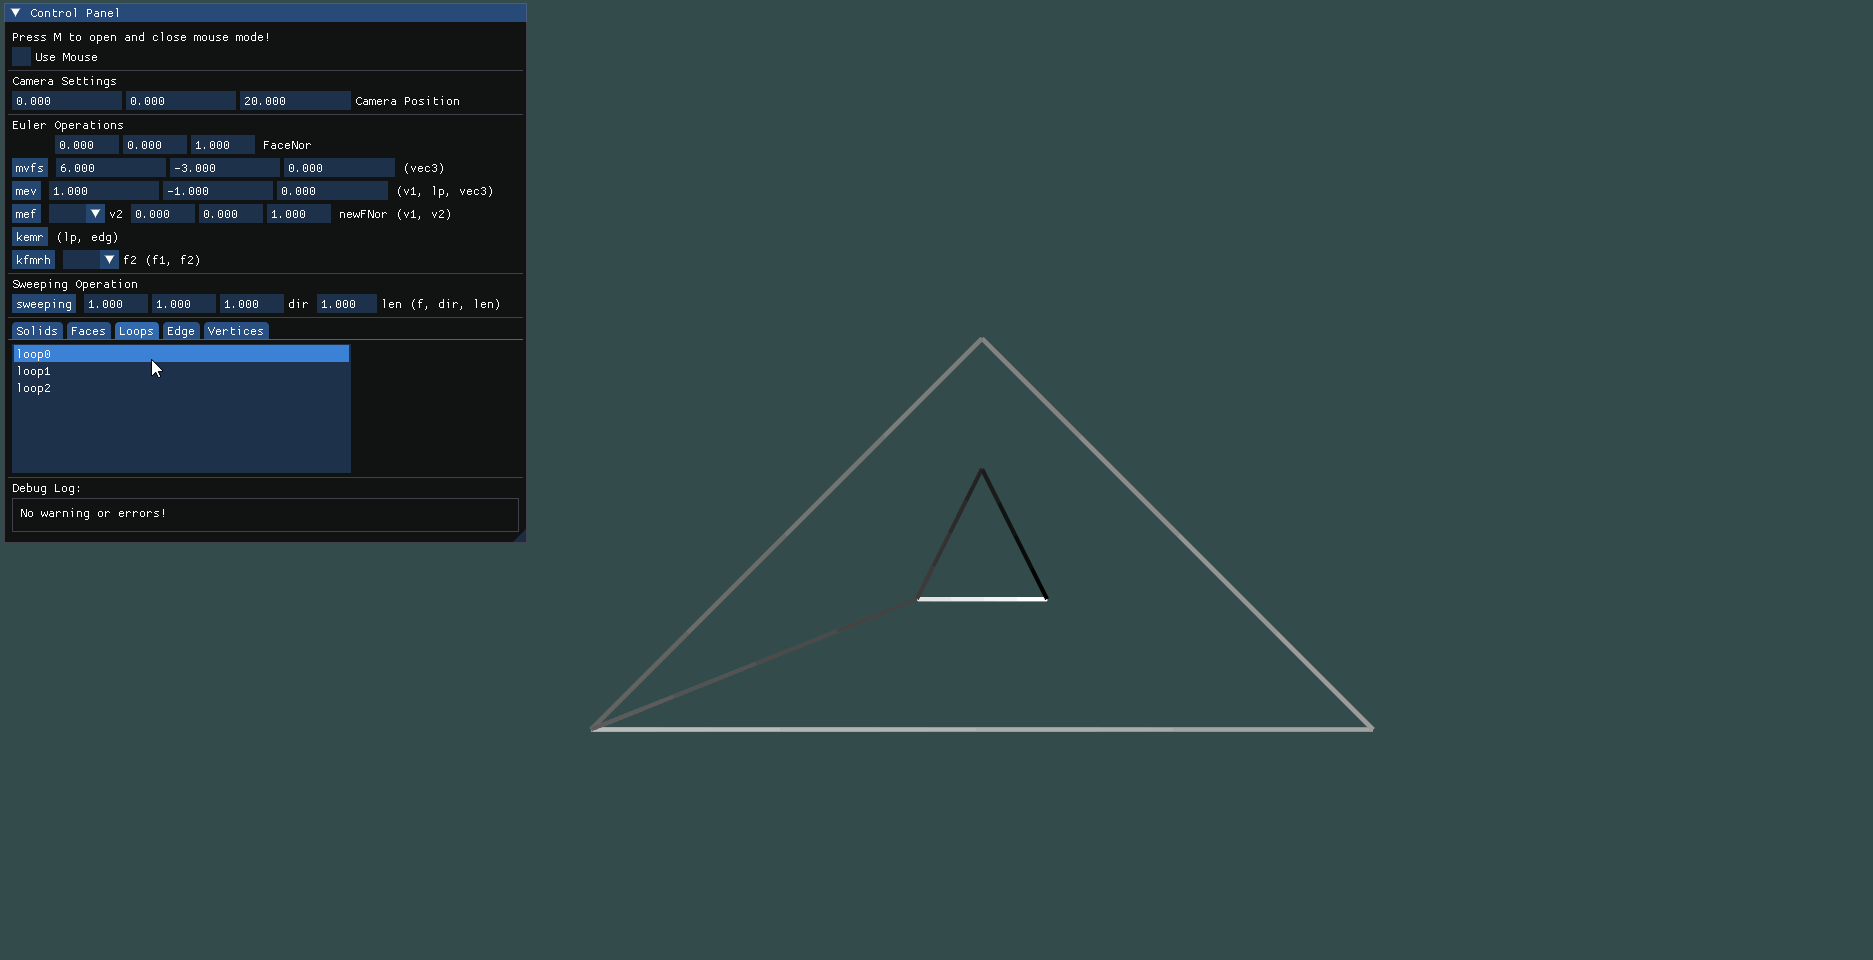 Control Panel
Press M to open and close mouse mode!
Use Mouse
Camera Settings
0.000 0.000 20.000 Camera Position
Euler Operations
0.000 0.000 1.000 FaceNor
mvfs 6.000 -3.000 0.000 (vec3)
mev 1.000 -1.000 0.000 (v1, lp, vec3)
mef v2 0.000 0.000 1.000 newFNor (v1, v2)
kemr (lp, edg)
kfmrh f2 (f1, f2)
Sweeping Operation
sweeping 1.000 1.000 1.000 dir 1.000 len (f, dir, len)
Solids Faces Loops Edge Vertices
loop0
loop1
loop2
Debug Log:
No warning or errors!